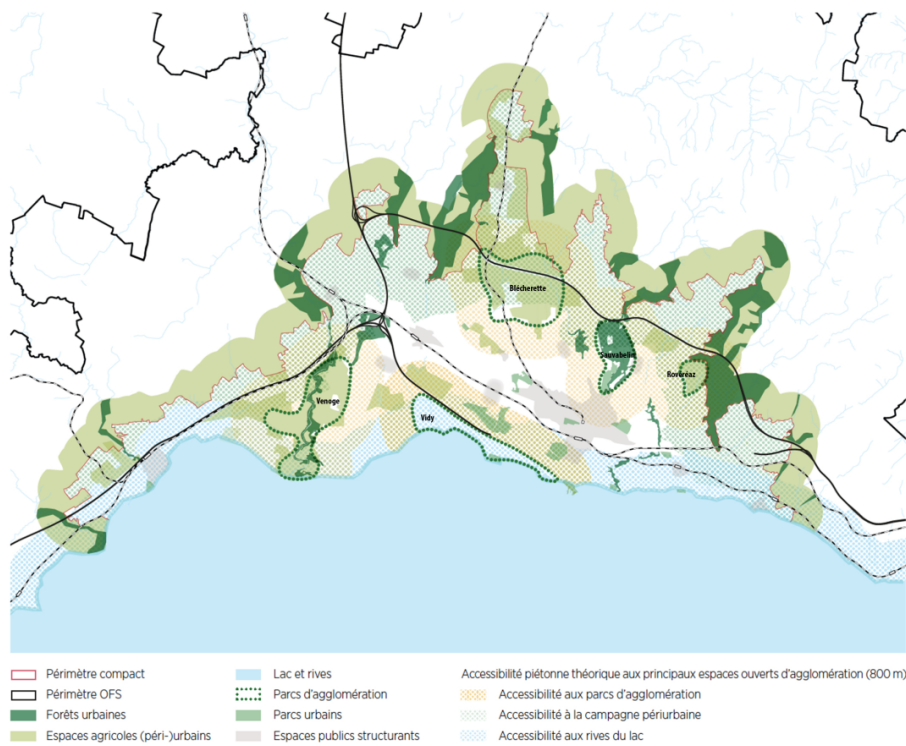 Blécherette
Sauvabelin
Rovéréaz
Venoge
Vidy
Périmètre compact
Périmètre OFS
Forêts urbaines
Espaces agricoles (péri-)urbains
Lac et rives
Parcs d'agglomération
Parcs urbains
Espaces publics structurants
Accessibilité piétonne théorique aux principaux espaces ouverts d'agglomération (800 m)
Accessibilité aux parcs d'agglomération
Accessibilité à la campagne périurbaine
Accessibilité aux rives du lac